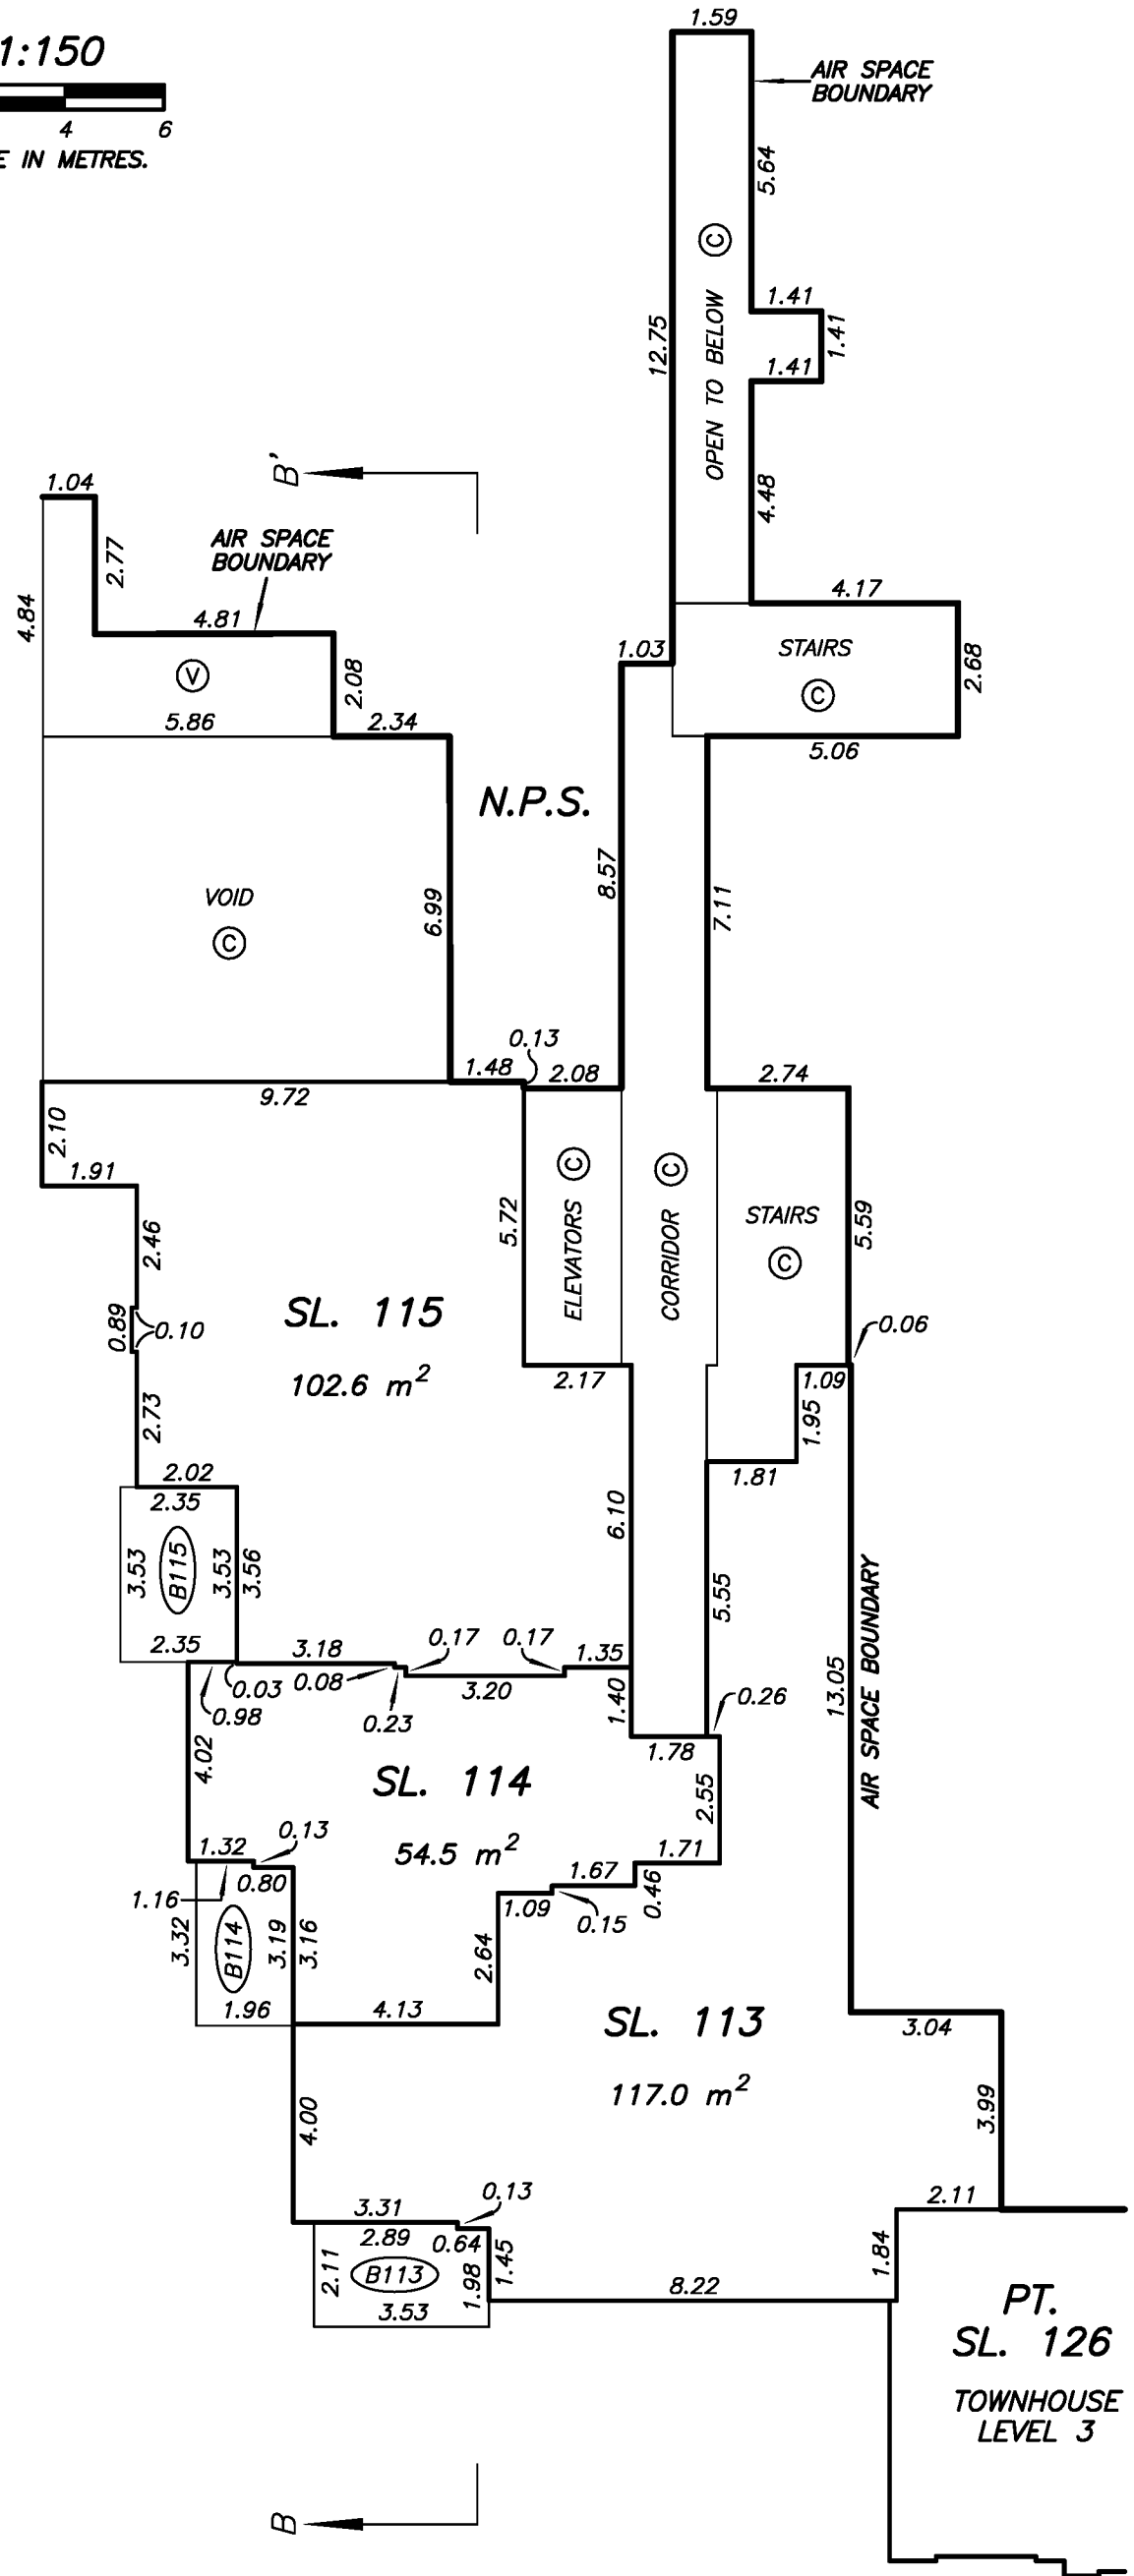 1:150
4 6
E IN METRES.
1.59
AIR SPACE
BOUNDARY
5.64
C
OPEN TO BELOW
12.75
1.41
1.41
1.41
4.48
B'
1.04
2.77
AIR SPACE
BOUNDARY
4.84
4.81
V
2.08
5.86
2.34
4.17
1.03
STAIRS
C
2.68
5.06
N.P.S.
VOID
C
6.99
8.57
7.11
0.13
1.48
2.08
2.74
9.72
2.10
1.91
2.46
5.72
ELEVATORS C
CORRIDOR C
STAIRS
C
5.59
0.89
0.10
SL. 115
102.6 m²
0.06
2.17
1.09
1.95
2.73
1.81
2.02
2.35
3.53
B115
3.53
3.56
2.35
6.10
5.55
AIR SPACE BOUNDARY
13.05
3.18
0.17
0.17
1.35
0.03
0.08
3.20
0.98
0.23
1.40
0.26
4.02
1.78
SL. 114
54.5 m²
2.55
1.32
0.13
1.71
1.16
0.80
1.67
0.46
1.09
0.15
3.32
B114
3.19
3.16
2.64
1.96
4.13
SL. 113
117.0 m²
3.04
4.00
3.99
3.31
0.13
2.11
2.89
0.64
2.11
B113
1.98
1.45
1.84
3.53
8.22
PT.
SL. 126
TOWNHOUSE
LEVEL 3
B